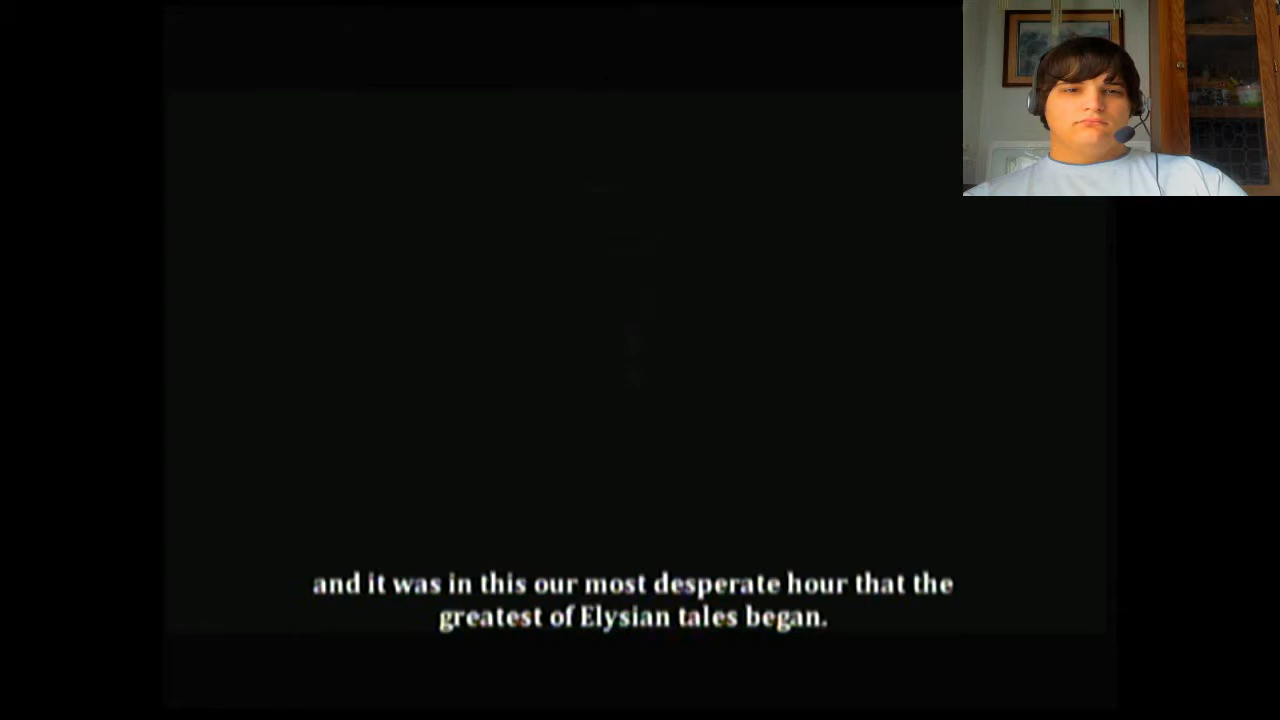 and it was in this our most desperate hour that the
greatest of Elysian tales began.